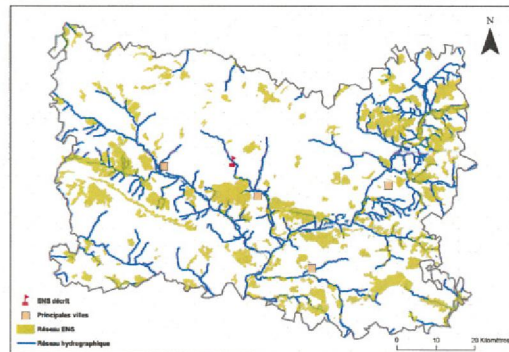 N
ENS décrit
Principales villes
Réseau ENS
Réseau hydrographique
0 10 20 Kilomètres